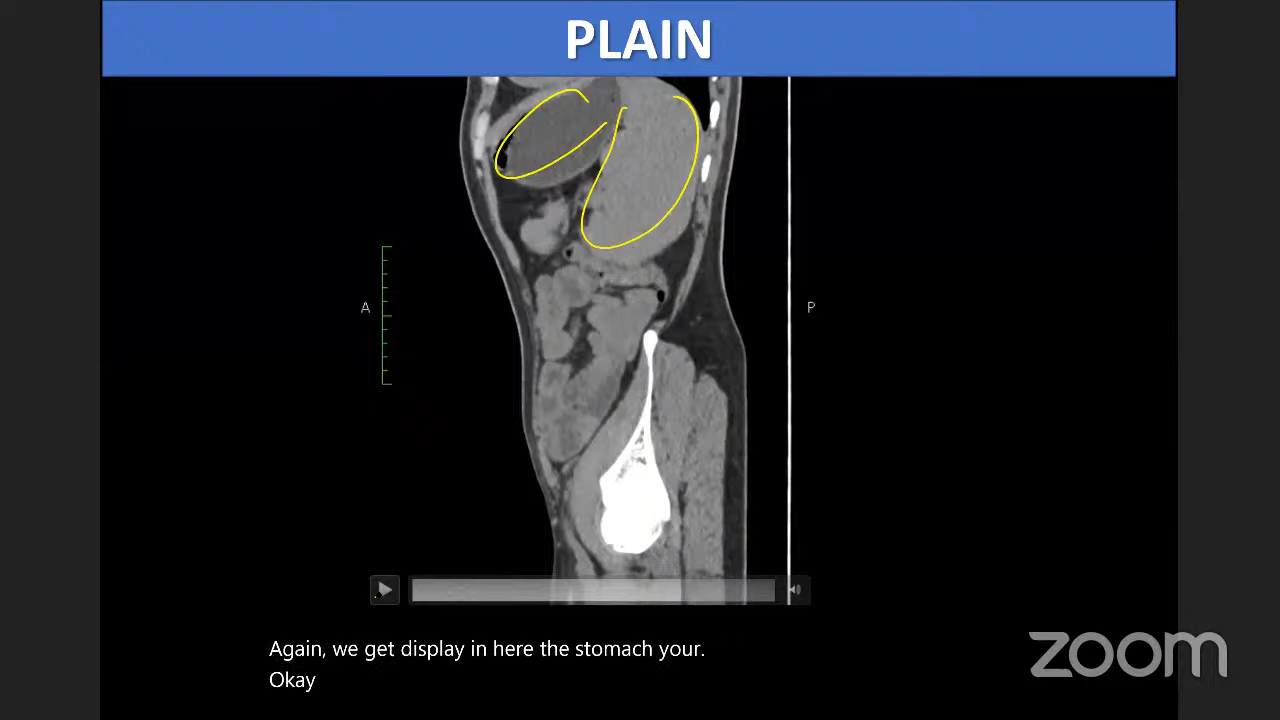 PLAIN
A
P
Again, we get display in here the stomach your.
Okay
zoom